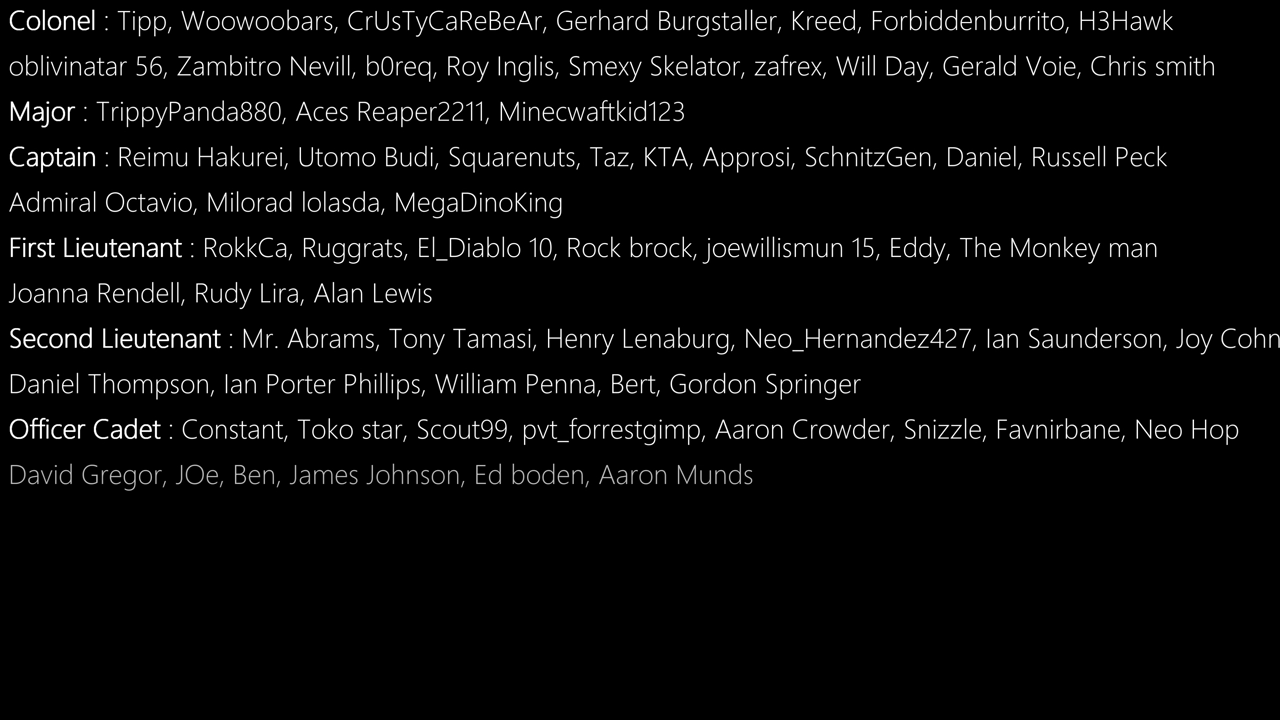 Colonel : Tipp, Woowoobars, CrUsTyCaReBeAr, Gerhard Burgstaller, Kreed, Forbiddenburrito, H3Hawk
oblivinatar 56, Zambitro Nevill, b0req, Roy Inglis, Smexy Skelator, zafrex, Will Day, Gerald Voie, Chris smith
Major : TrippyPanda880, Aces Reaper2211, Minecwaftkid123
Captain : Reimu Hakurei, Utomo Budi, Squarenuts, Taz, KTA, Approsi, SchnitzGen, Daniel, Russell Peck
Admiral Octavio, Milorad lolasda, MegaDinoKing
First Lieutenant : RokkCa, Ruggrats, El_Diablo 10, Rock brock, joewillismun 15, Eddy, The Monkey man
Joanna Rendell, Rudy Lira, Alan Lewis
Second Lieutenant : Mr. Abrams, Tony Tamasi, Henry Lenaburg, Neo_Hernandez427, Ian Saunderson, Joy Cohn
Daniel Thompson, Ian Porter Phillips, William Penna, Bert, Gordon Springer
Officer Cadet : Constant, Toko star, Scout99, pvt_forrestgimp, Aaron Crowder, Snizzle, Favnirbane, Neo Hop
David Gregor, JOe, Ben, James Johnson, Ed boden, Aaron Munds